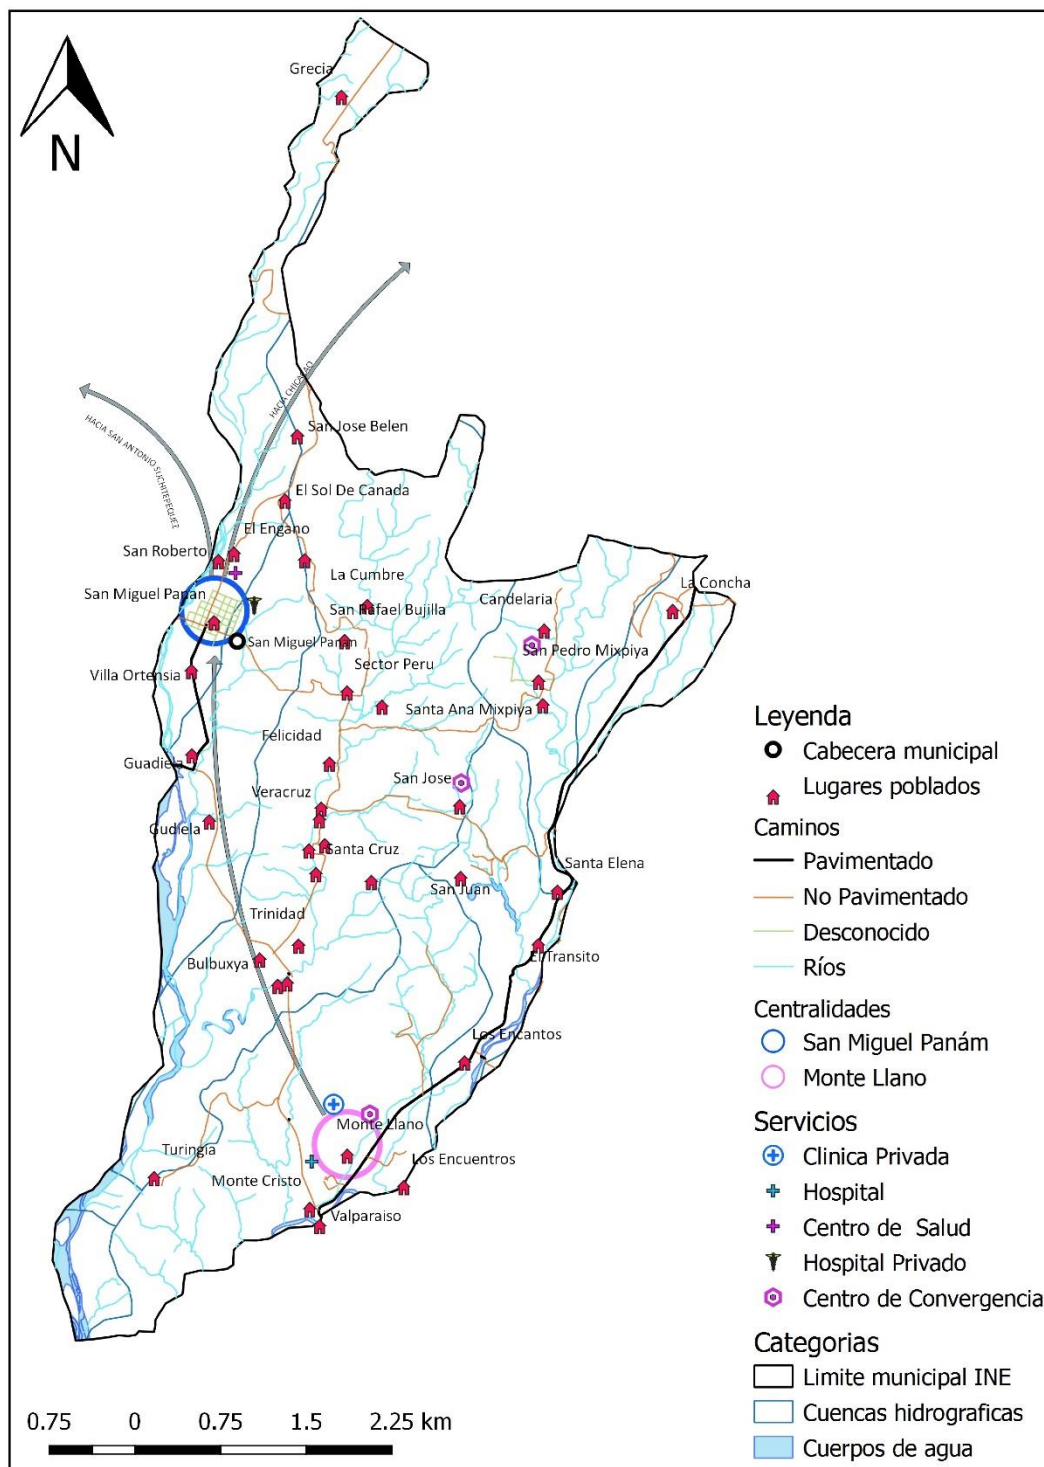 N
Grecia
HACIA CHICACAO
HACIA SAN ANTONIO SUCHITEPEQUEZ
San Jose Belen
El Sol De Canada
El Engano
San Roberto
La Cumbre
San Miguel Panan
San Rafael Bujilla
Candelaria
La Concha
San Miguel Panan
San Pedro Mixpiya
Sector Peru
Villa Ortensia
Santa Ana Mixpiya
Felicidad
Guadiela
San Jose
Veracruz
Gudiela
Santa Cruz
Santa Elena
San Juan
Trinidad
El Transito
Bulbuxya
Los Encantos
Monte Llano
Turingia
Los Encuentros
Monte Cristo
Valparaiso
Leyenda
Cabecera municipal
Lugares poblados
Caminos
Pavimentado
No Pavimentado
Desconocido
Ríos
Centralidades
San Miguel Panám
Monte Llano
Servicios
Clinica Privada
Hospital
Centro de Salud
Hospital Privado
Centro de Convergencia
Categorias
Limite municipal INE
Cuencas hidrograficas
Cuerpos de agua
0.75 0 0.75 1.5 2.25 km